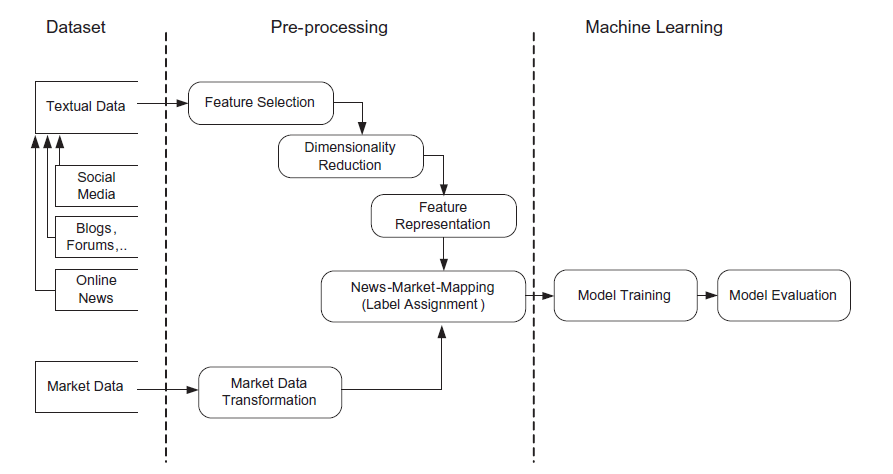 Dataset
Pre-processing
Machine Learning
Textual Data
Feature Selection
Dimensionality
Reduction
Social
Media
Feature
Representation
Blogs,
Forums,..
Online
News
News-Market-Mapping
(Label Assignment)
Model Training
Model Evaluation
Market Data
Market Data
Transformation